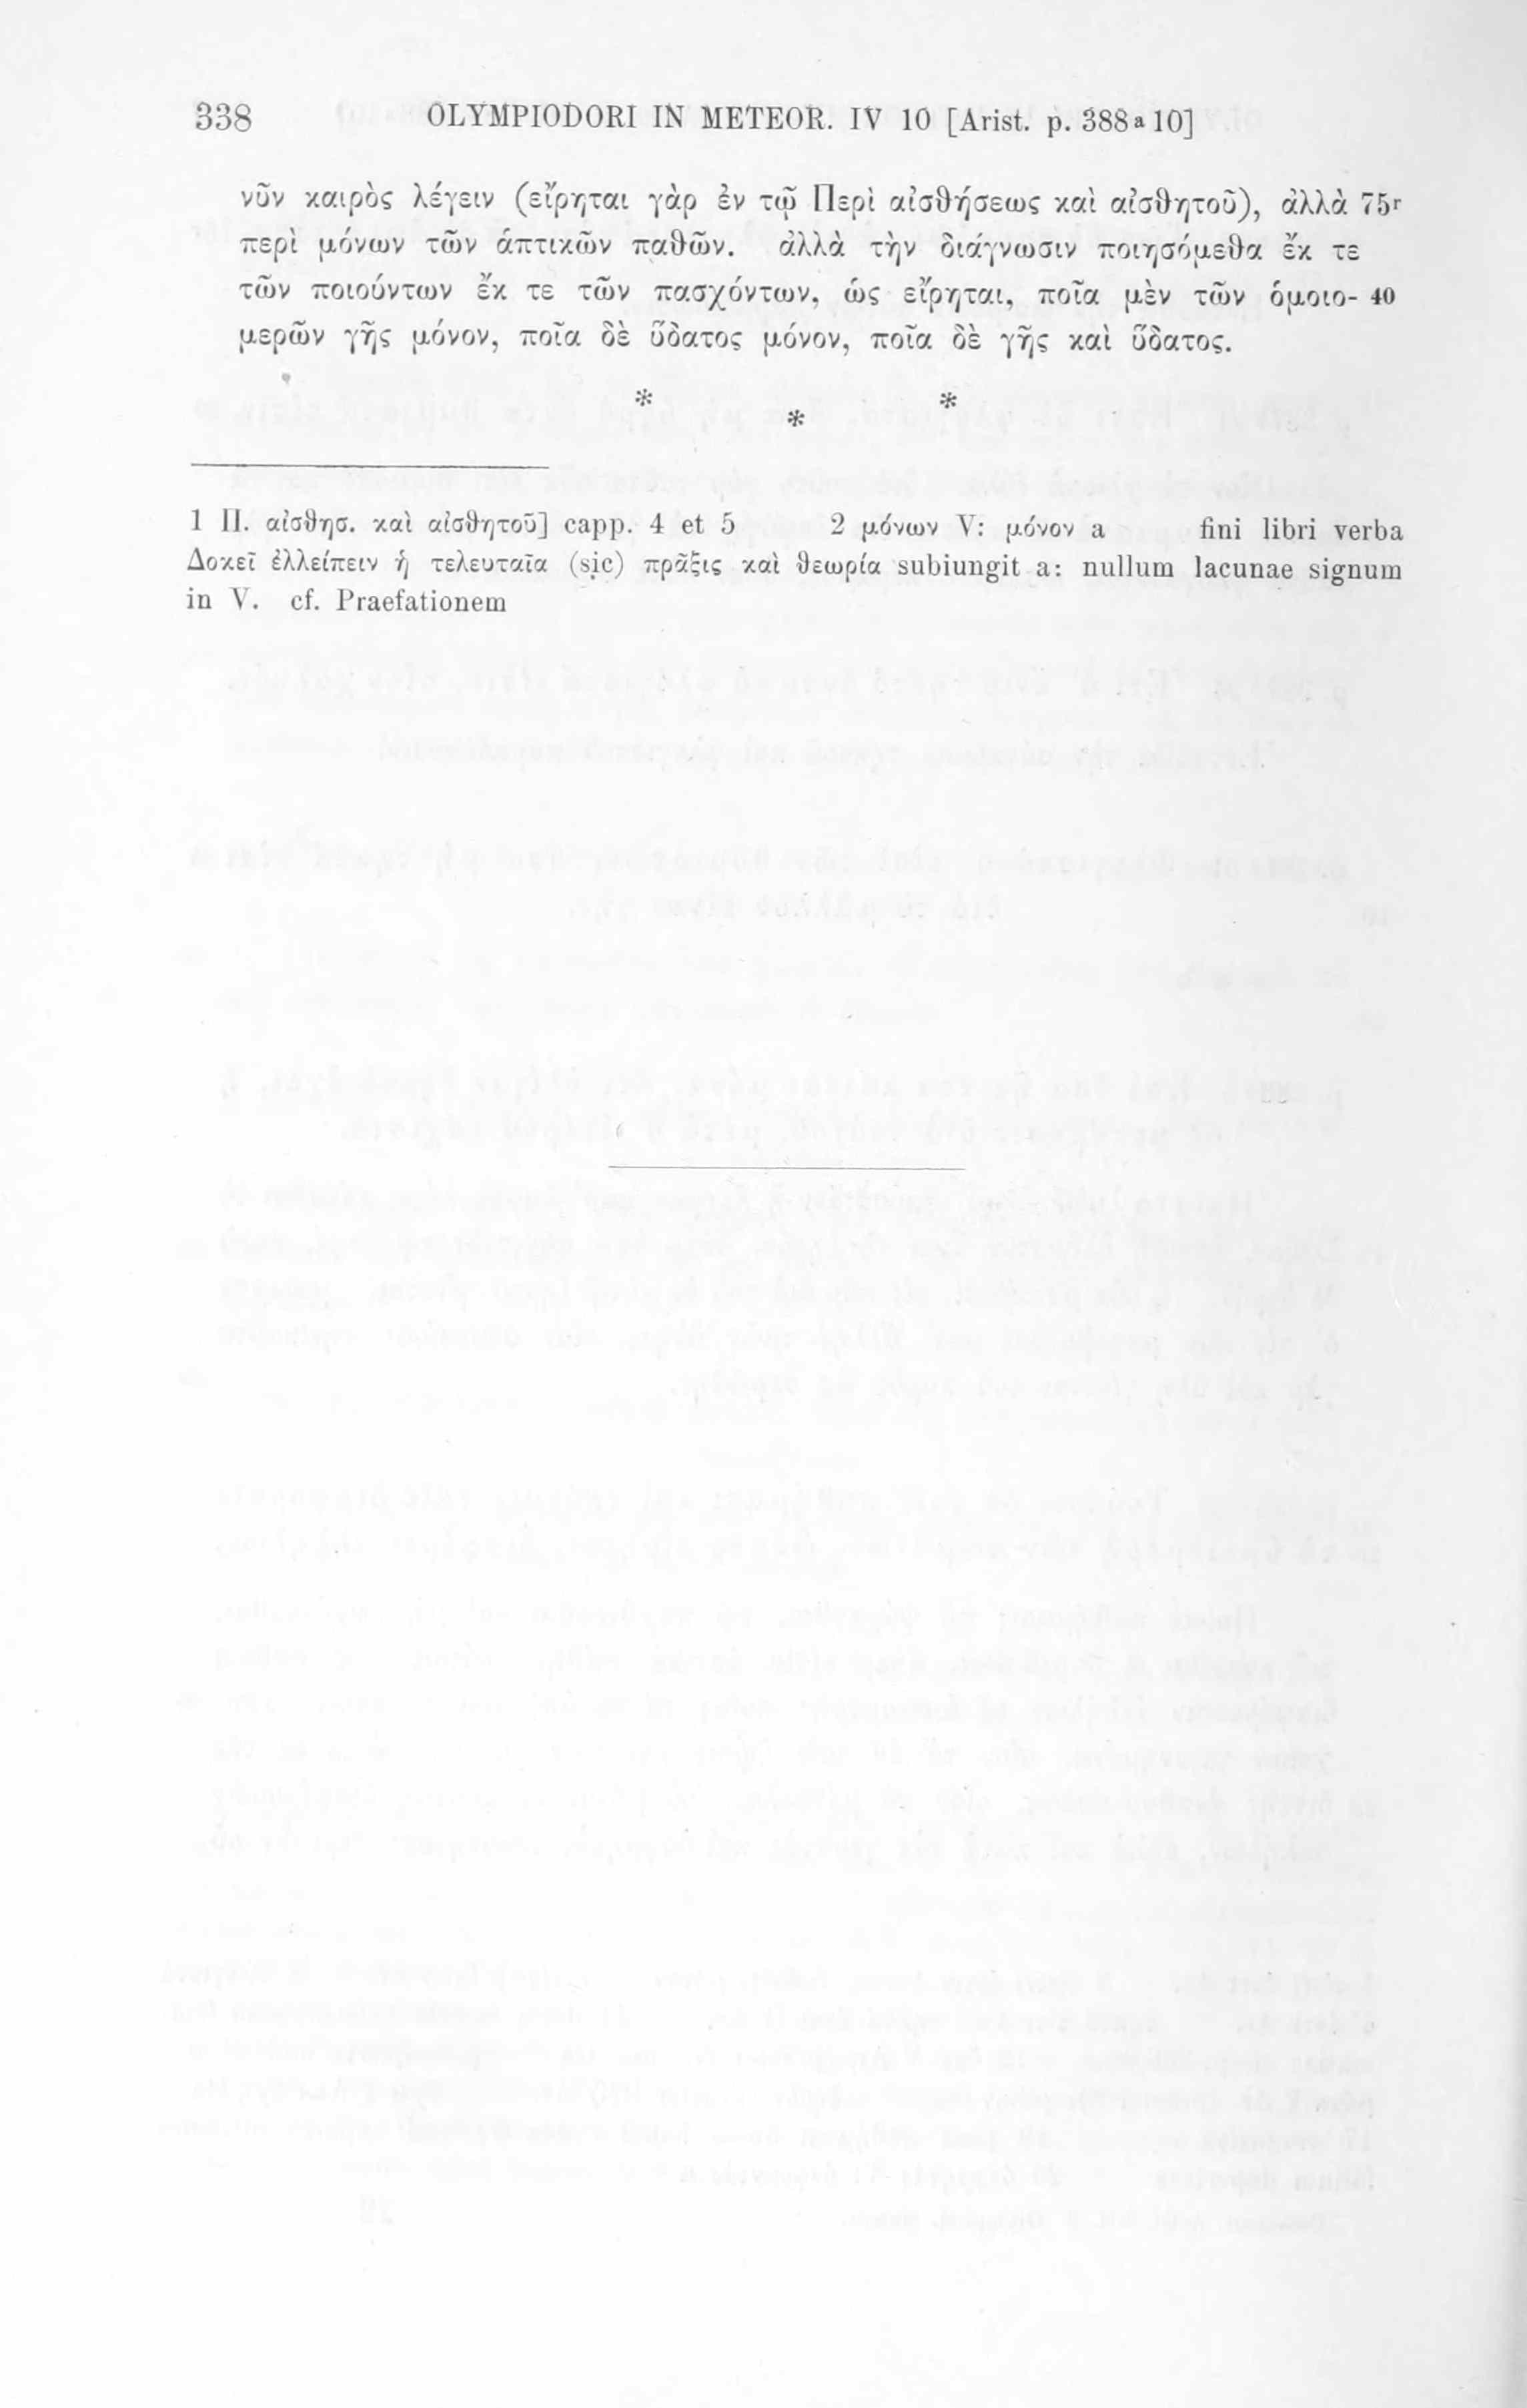 338 OLYMPIODORI IN METEOR. IV 10 [Arist. p. 388ᵃ10]
νῦν καιρὸς λέγειν (εἴρηται γὰρ ἐν τῷ Περὶ αἰσθήσεως καὶ αἰσθητοῦ), ἀλλὰ 75ʳ
περὶ μόνων τῶν ἁπτικῶν παθῶν. ἀλλὰ τὴν διάγνωσιν ποιησόμεθα ἔκ τε
τῶν ποιούντων ἔκ τε τῶν πασχόντων, ὡς εἴρηται, ποῖα μὲν τῶν ὁμοιο- 40
μερῶν γῆς μόνον, ποῖα δὲ ὕδατος μόνον, ποῖα δὲ γῆς καὶ ὕδατος.
* * *
1 Π. αἰσθησ. καὶ αἰσθητοῦ] capp. 4 et 5 2 μόνων V: μόνον a fini libri verba
Δοκεῖ ἐλλείπειν ἡ τελευταῖα (sic) πρᾶξις καὶ θεωρία subiungit a: nullum lacunae signum
in V. cf. Praefationem